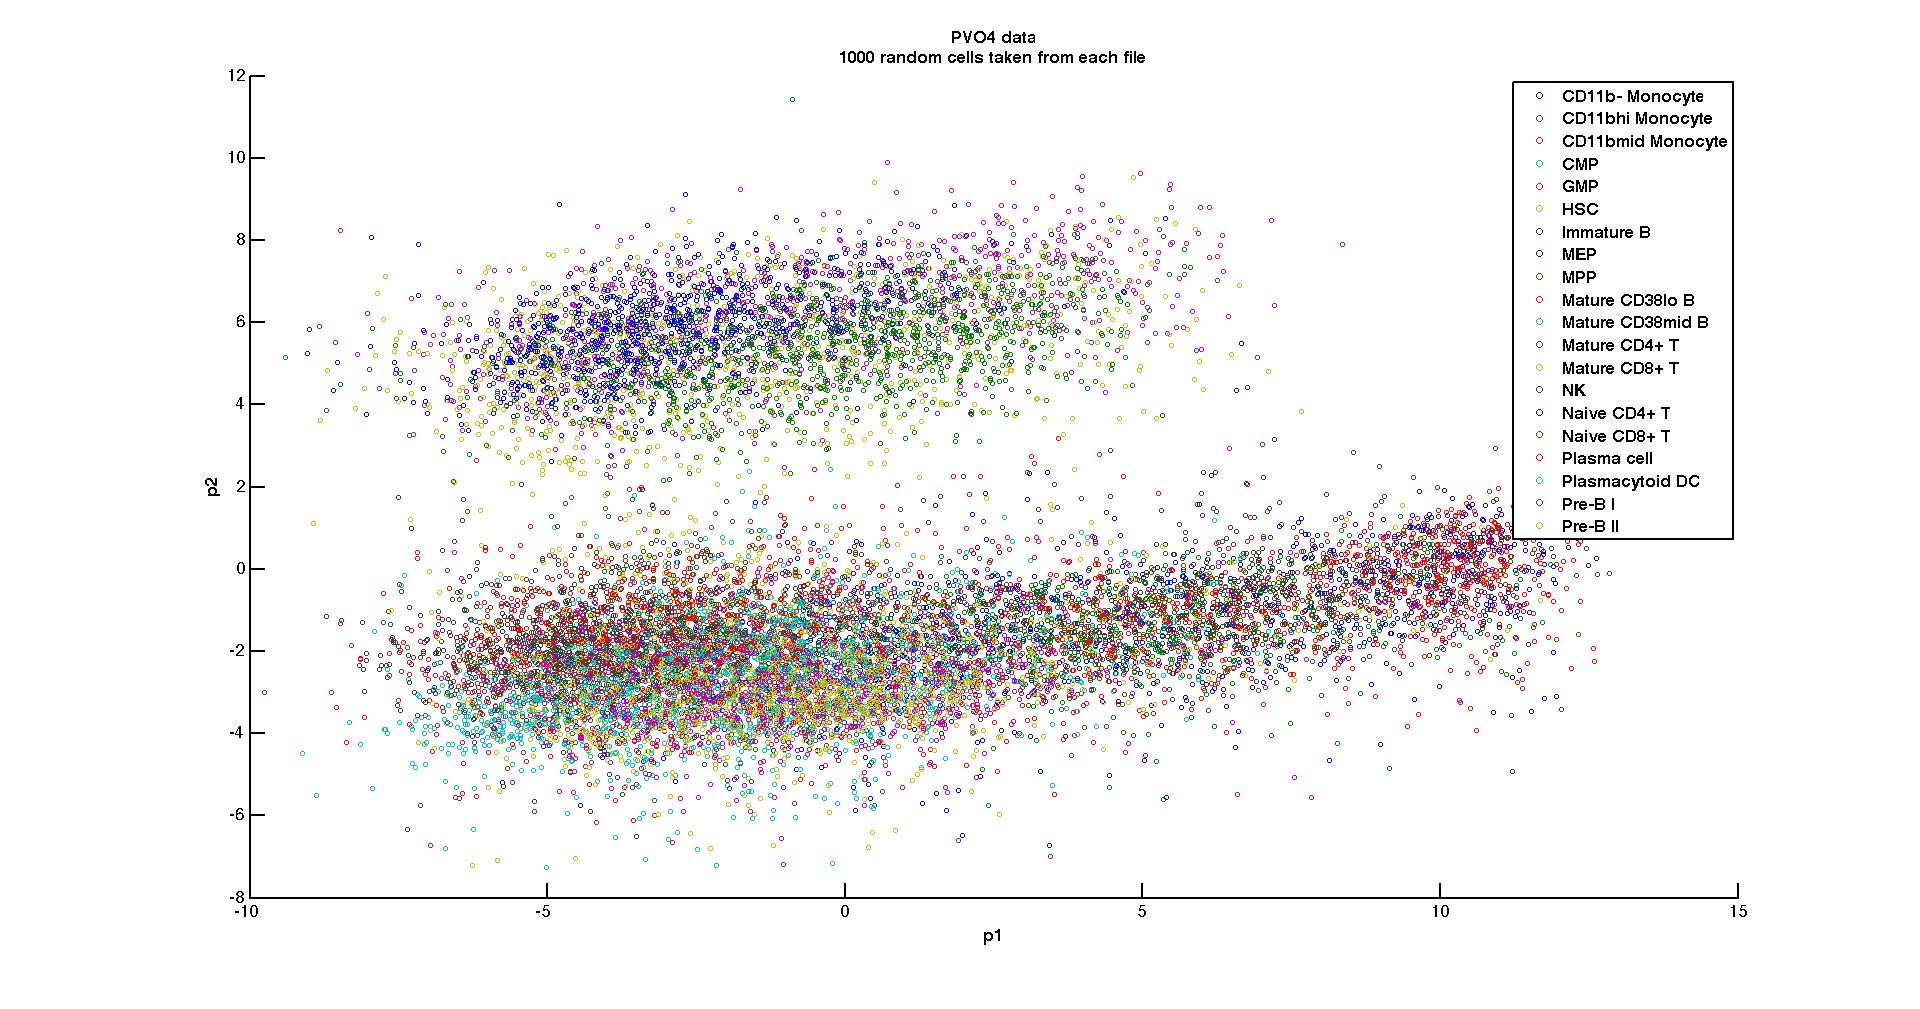 PVO4 data
1000 random cells taken from each file
12
10
8
6
4
2
0
-2
-4
-6
-8
p2
-10
-5
0
5
10
15
p1
CD11b- Monocyte
CD11bhi Monocyte
CD11bmid Monocyte
CMP
GMP
HSC
Immature B
MEP
MPP
Mature CD38lo B
Mature CD38mid B
Mature CD4+ T
Mature CD8+ T
NK
Naive CD4+ T
Naive CD8+ T
Plasma cell
Plasmacytoid DC
Pre-B I
Pre-B II